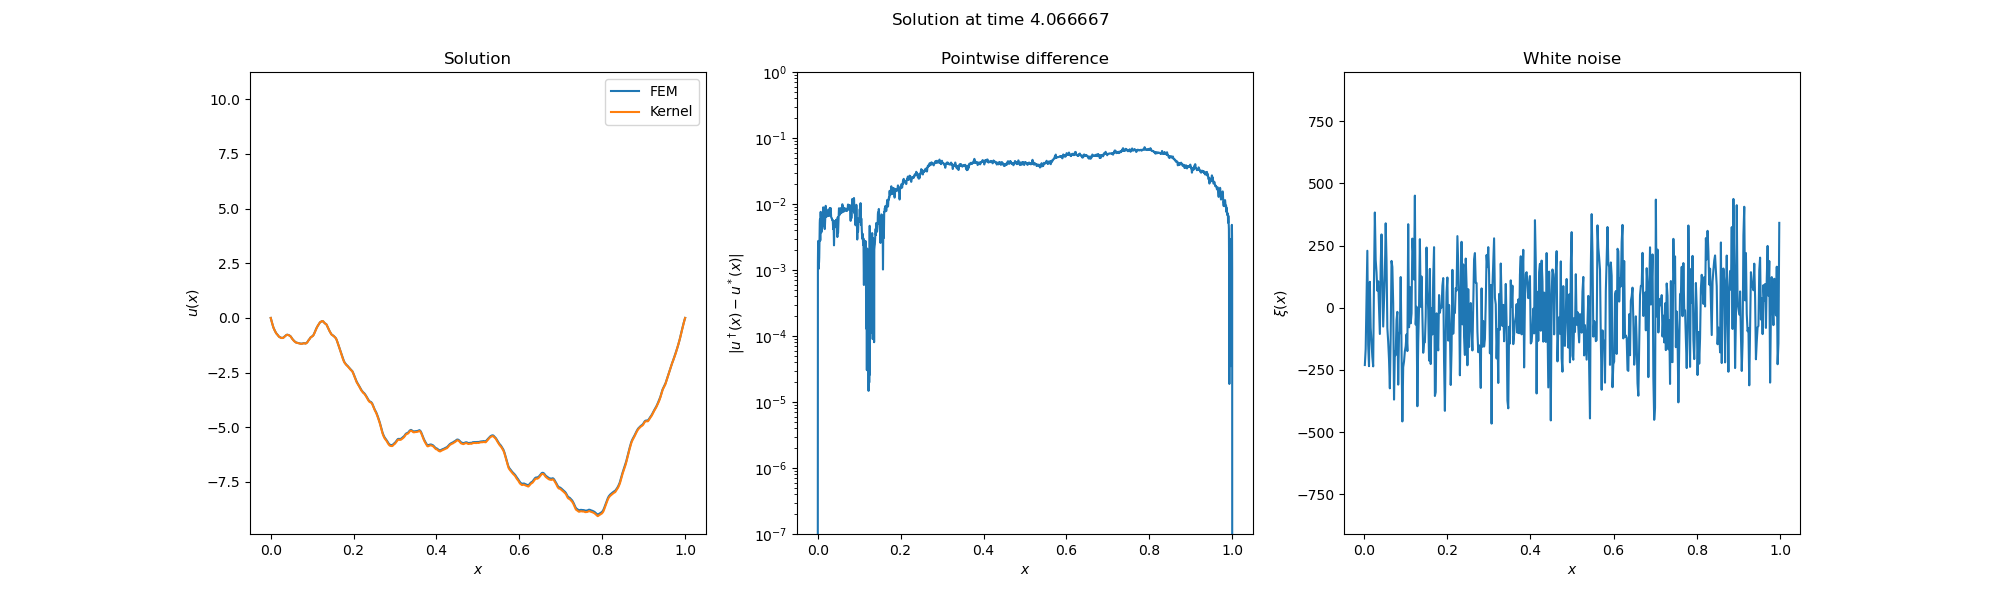 Solution at time 4.066667
Solution
FEM
Kernel
10.0
7.5
5.0
2.5
0.0
−2.5
−5.0
−7.5
u(x)
0.0 0.2 0.4 0.6 0.8 1.0
x
Pointwise difference
10⁰
10⁻¹
10⁻²
10⁻³
10⁻⁴
10⁻⁵
10⁻⁶
10⁻⁷
|u†(x) − u*(x)|
0.0 0.2 0.4 0.6 0.8 1.0
x
White noise
750
500
250
0
−250
−500
−750
ξ(x)
0.0 0.2 0.4 0.6 0.8 1.0
x